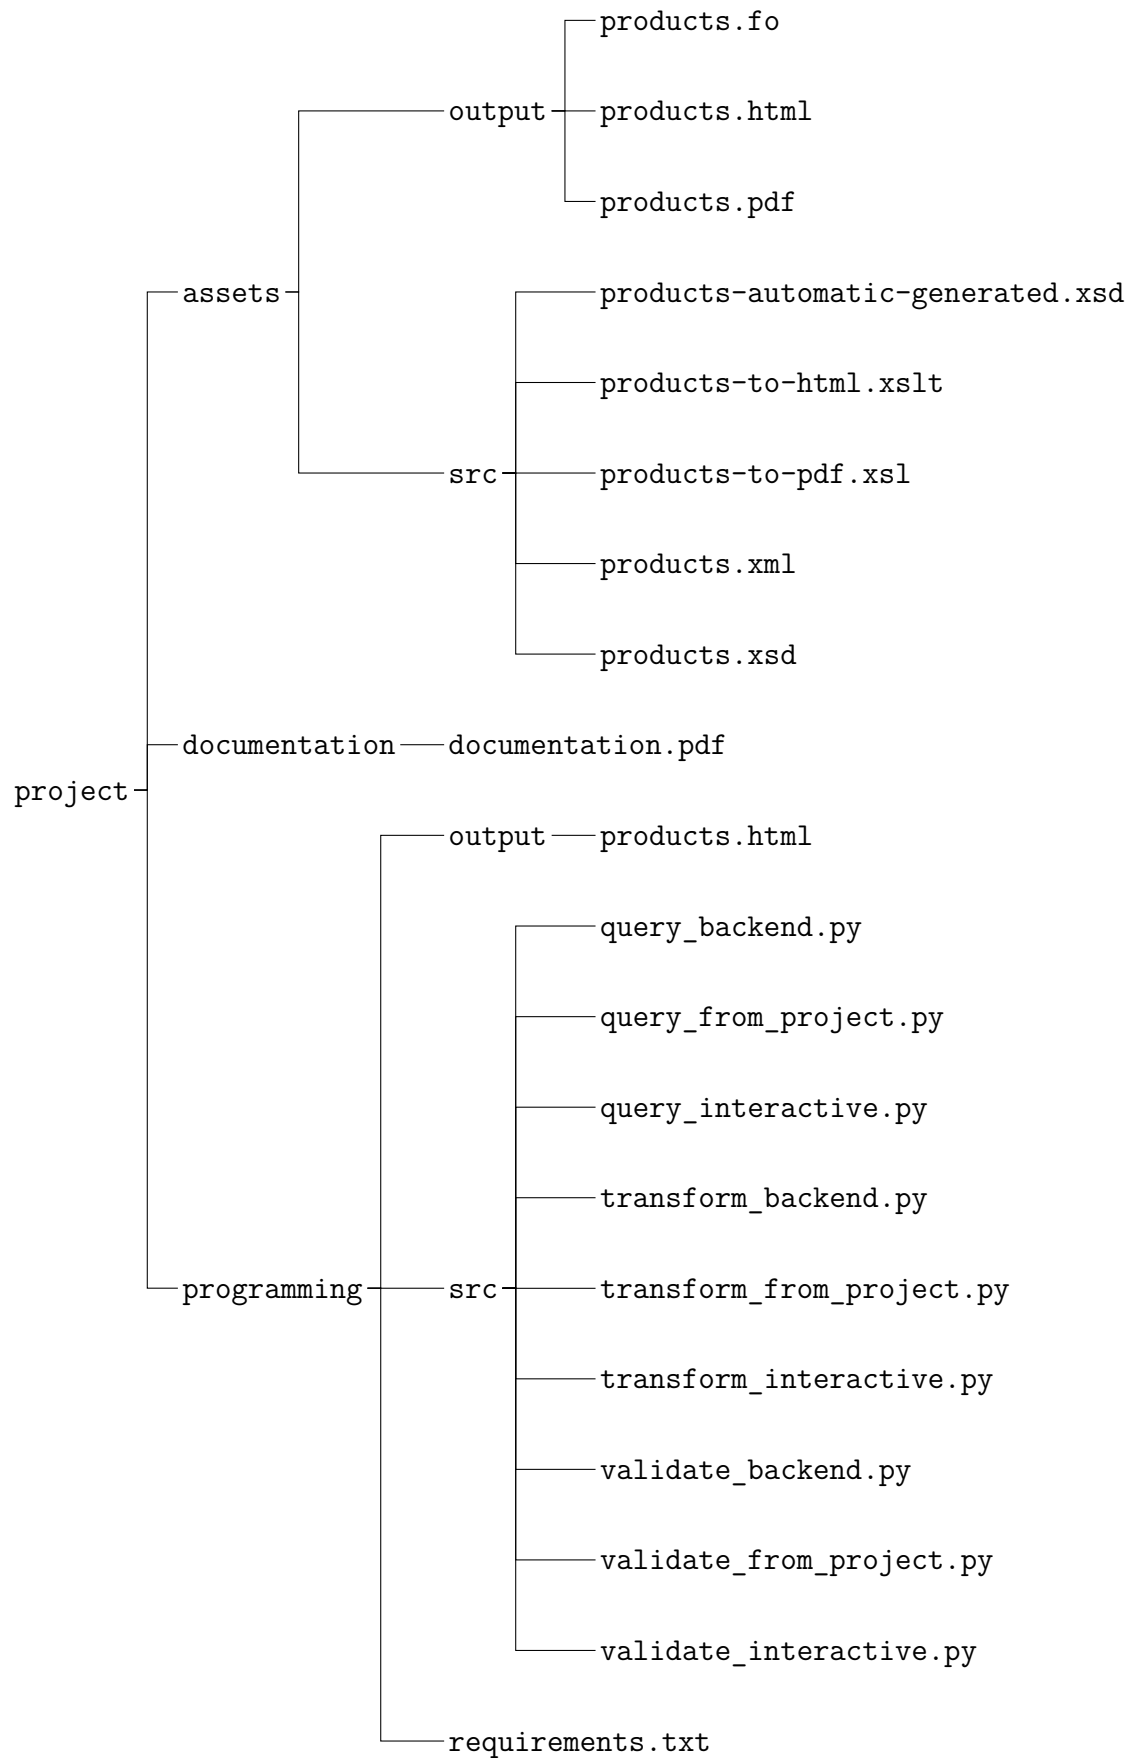 products.fo
output products.html
products.pdf
assets products-automatic-generated.xsd
products-to-html.xslt
src products-to-pdf.xsl
products.xml
products.xsd
documentation documentation.pdf
project
output products.html
query_backend.py
query_from_project.py
query_interactive.py
transform_backend.py
programming src transform_from_project.py
transform_interactive.py
validate_backend.py
validate_from_project.py
validate_interactive.py
requirements.txt